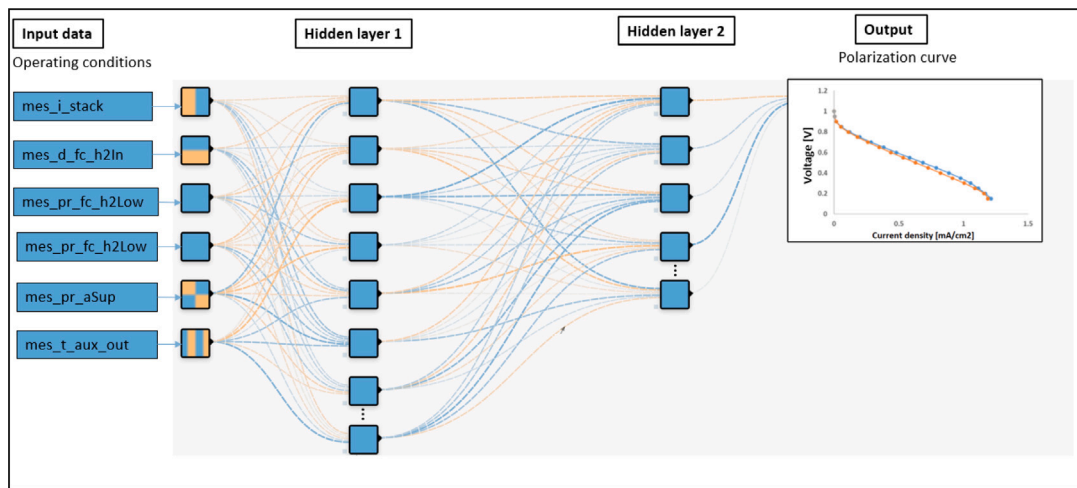 Input data
Hidden layer 1
Hidden layer 2
Output
Operating conditions
Polarization curve
mes_i_stack
mes_d_fc_h2In
mes_pr_fc_h2Low
mes_pr_fc_h2Low
mes_pr_aSup
mes_t_aux_out
Voltage [V]
1.2
1
0.8
0.6
0.4
0.2
0
0
0.5
1
1.5
Current density [mA/cm2]